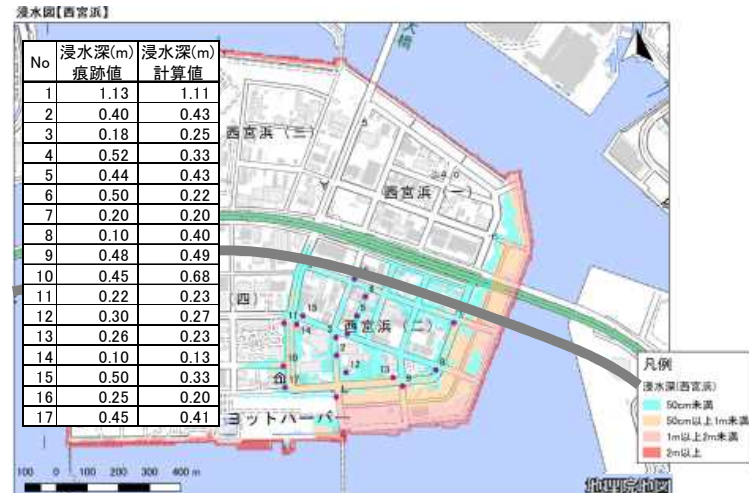 浸水図【西宮浜】
No 浸水深(m) 痕跡値 浸水深(m) 計算値
1 1.13 1.11
2 0.40 0.43
3 0.18 0.25
4 0.52 0.33
5 0.44 0.43
6 0.50 0.22
7 0.20 0.20
8 0.10 0.40
9 0.48 0.49
10 0.45 0.68
11 0.22 0.23
12 0.30 0.27
13 0.26 0.23
14 0.10 0.13
15 0.50 0.33
16 0.25 0.20
17 0.45 0.41
大橋
西宮浜(三)
西宮浜(一)
(四)
西宮浜(二)
ヨットハーバー
凡例
浸水深(西宮浜)
50cm未満
50cm以上1m未満
1m以上2m未満
2m以上
100 0 100 200 300 400 m
地理院地図